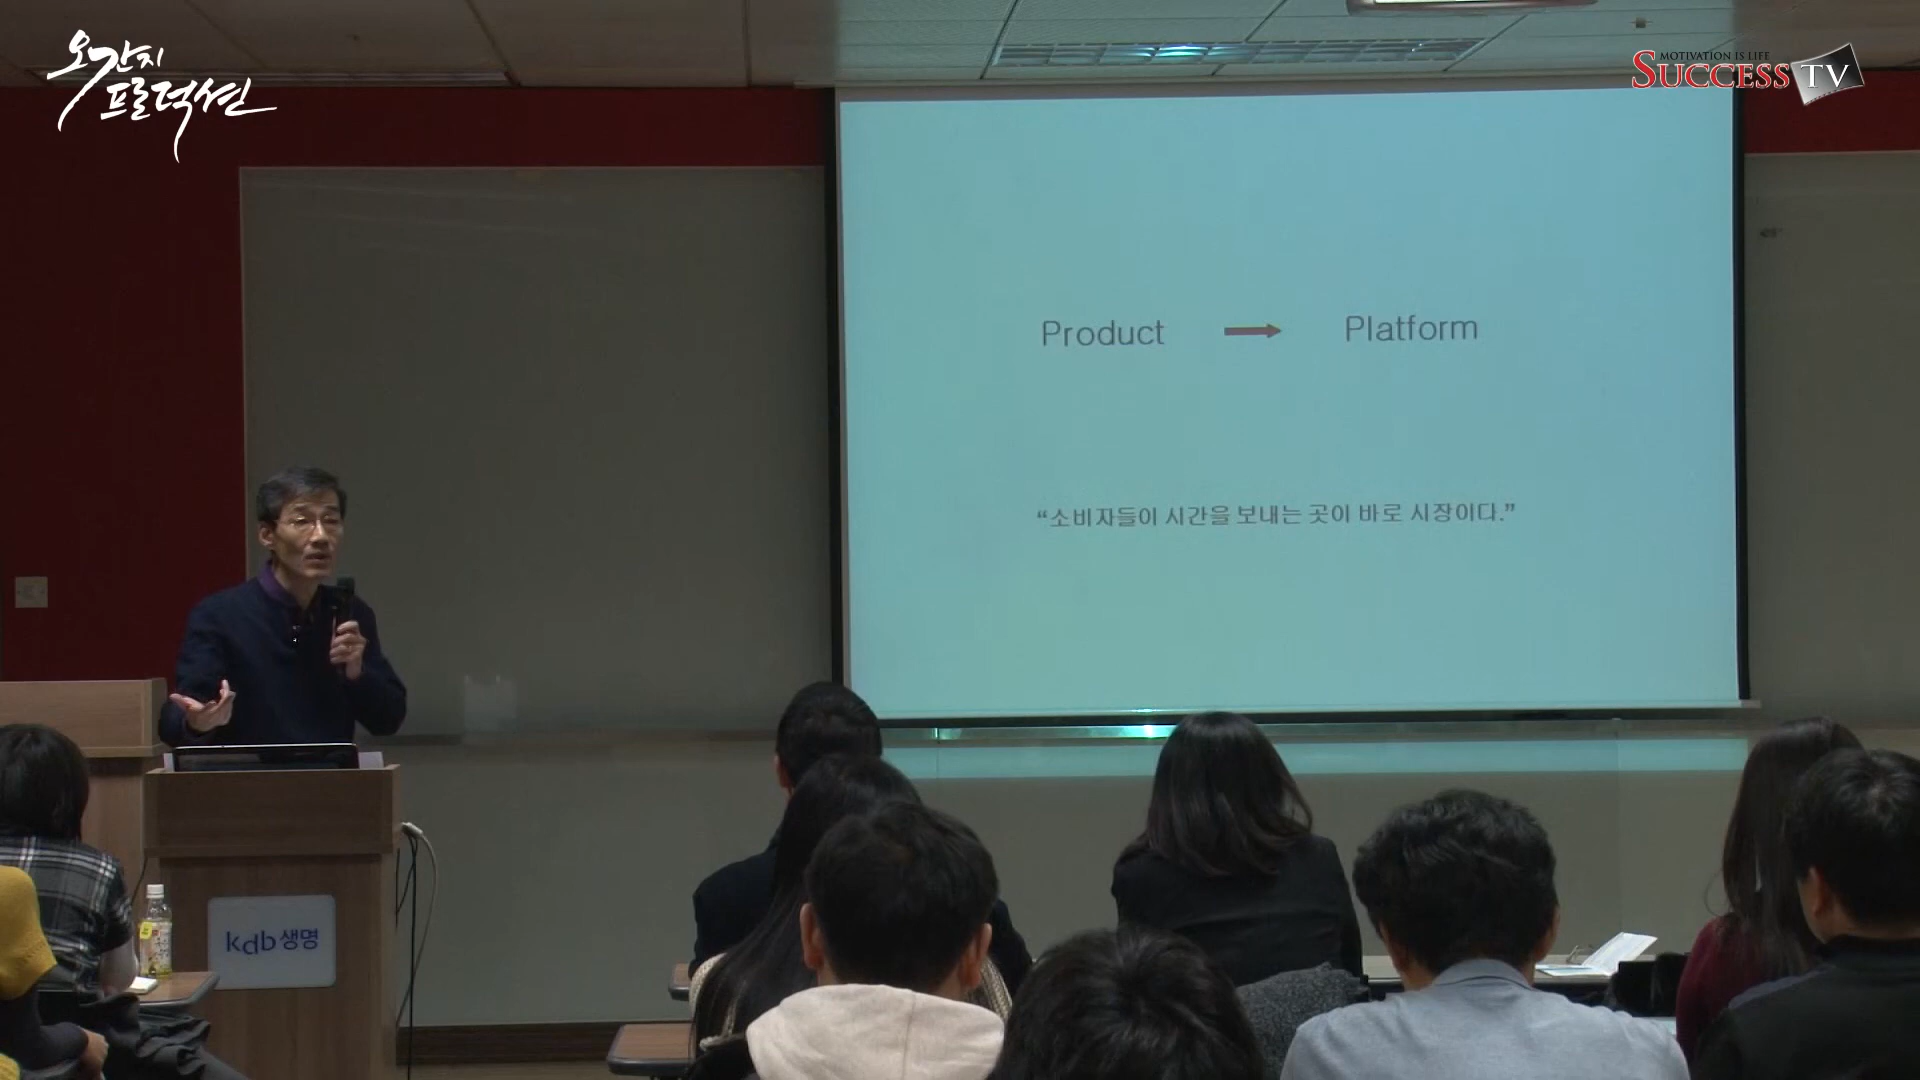 오간지
프로덕션
MOTIVATION IS LIFE
SUCCESS TV
Product → Platform
“소비자들이 시간을 보내는 곳이 바로 시장이다.”
kdb생명